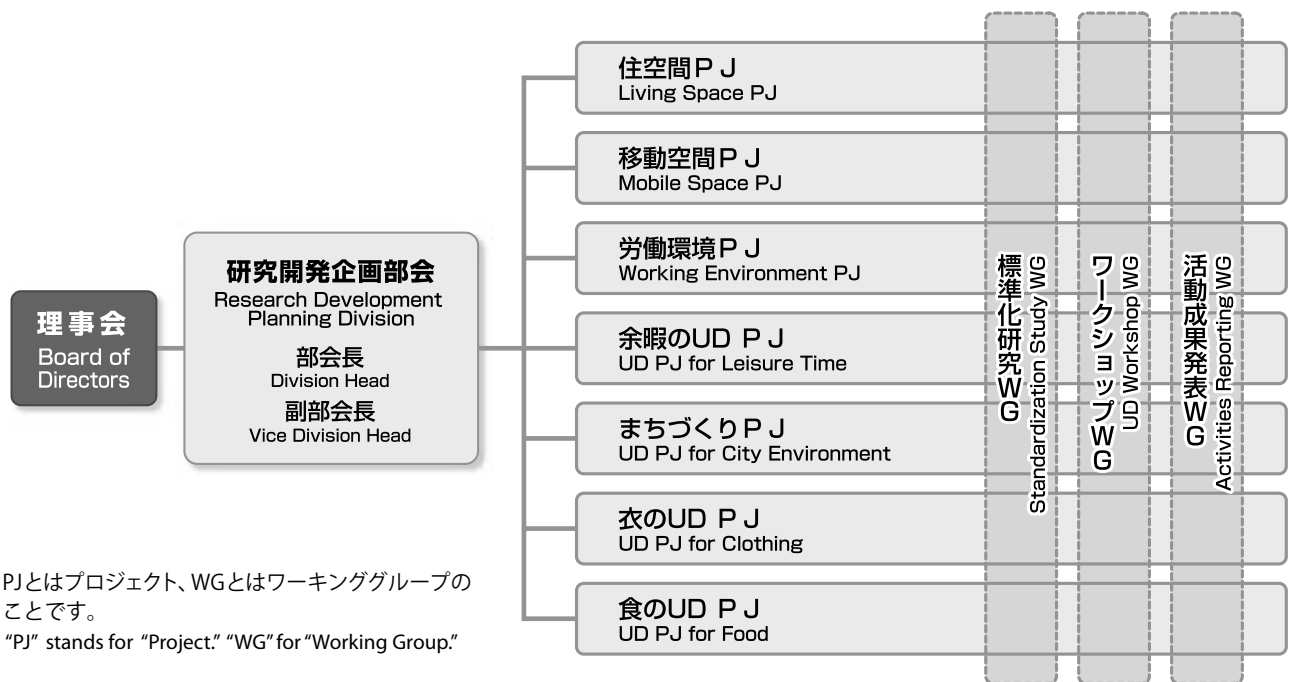 理事会
Board of
Directors
研究開発企画部会
Research Development
Planning Division
部会長
Division Head
副部会長
Vice Division Head
住空間ＰＪ
Living Space PJ
移動空間ＰＪ
Mobile Space PJ
労働環境ＰＪ
Working Environment PJ
余暇のUD ＰＪ
UD PJ for Leisure Time
まちづくりＰＪ
UD PJ for City Environment
衣のUD ＰＪ
UD PJ for Clothing
食のUD ＰＪ
UD PJ for Food
標準化研究WG
Standardization Study WG
ワークショップWG
UD Workshop WG
活動成果発表WG
Activities Reporting WG
PJとはプロジェクト、WGとはワーキンググループの
ことです。
“PJ” stands for “Project.” “WG” for “Working Group.”